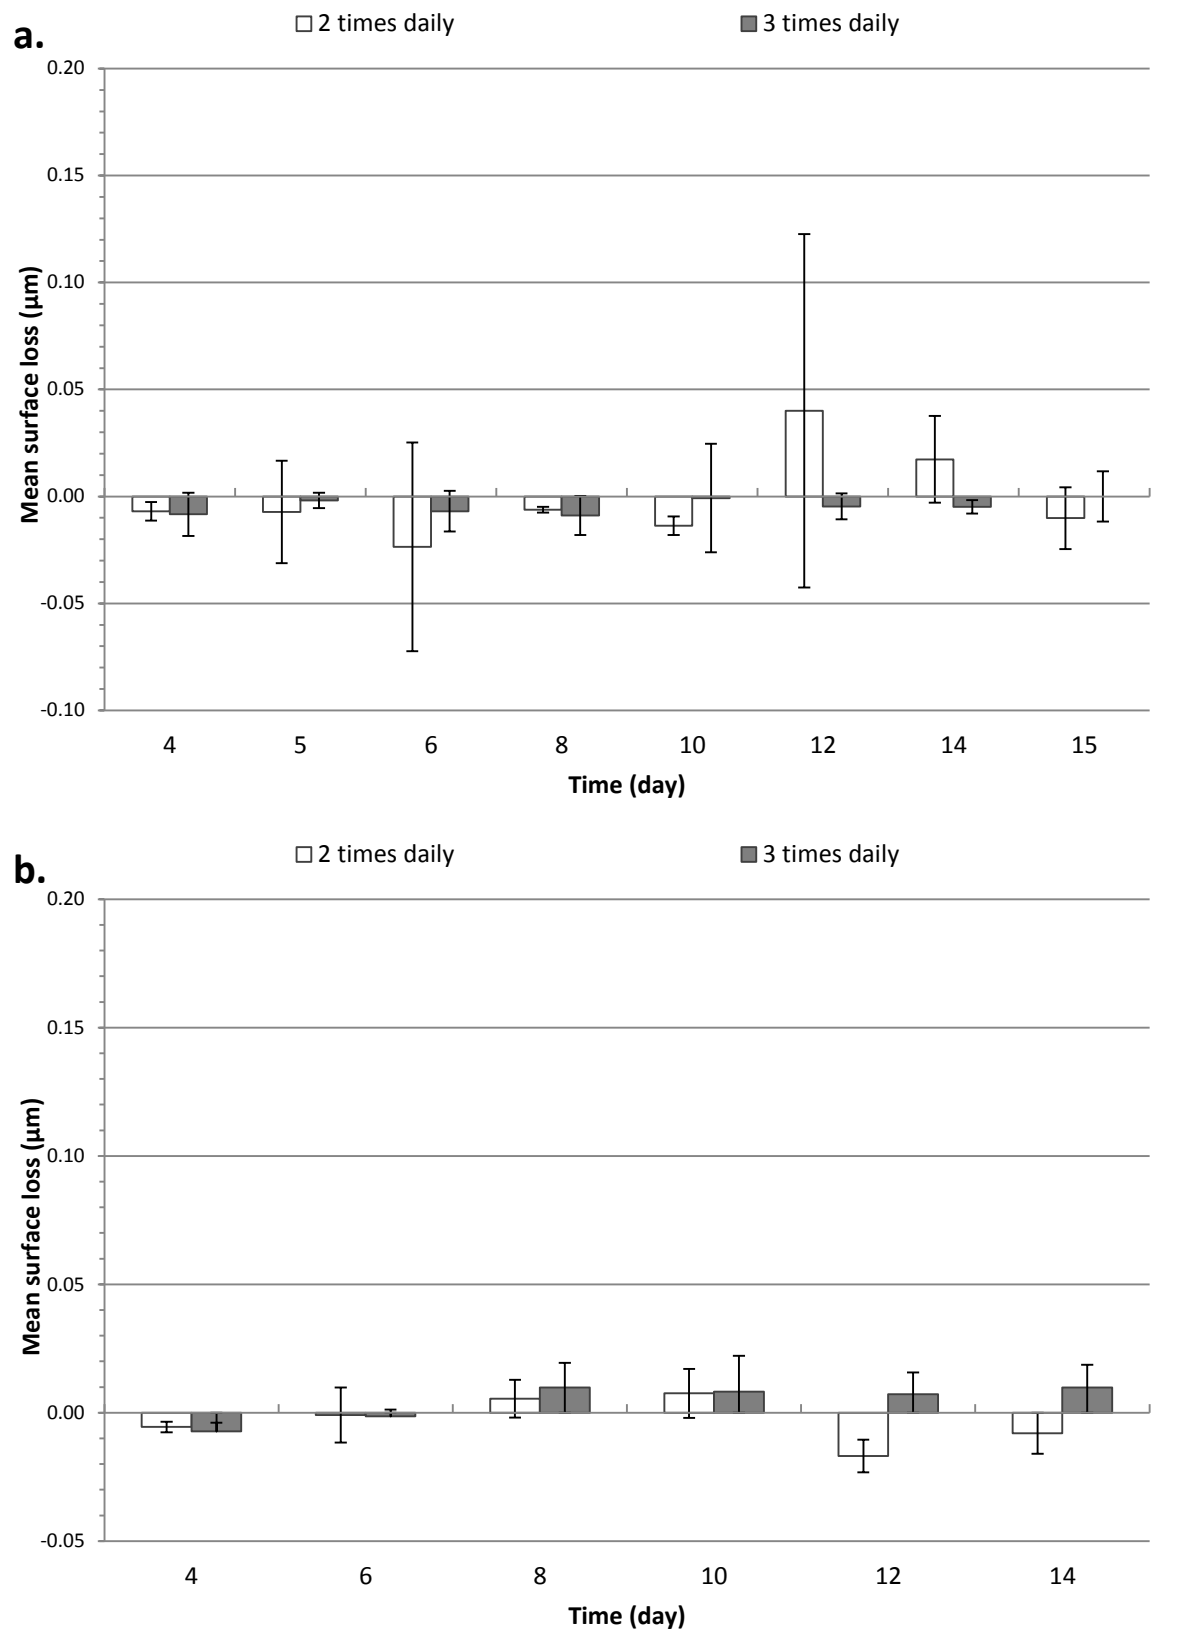 a.
2 times daily 3 times daily
0.20
0.15
0.10
0.05
0.00
-0.05
-0.10
Mean surface loss (µm)
4 5 6 8 10 12 14 15
Time (day)
b.
2 times daily 3 times daily
0.20
0.15
0.10
0.05
0.00
-0.05
Mean surface loss (µm)
4 6 8 10 12 14
Time (day)